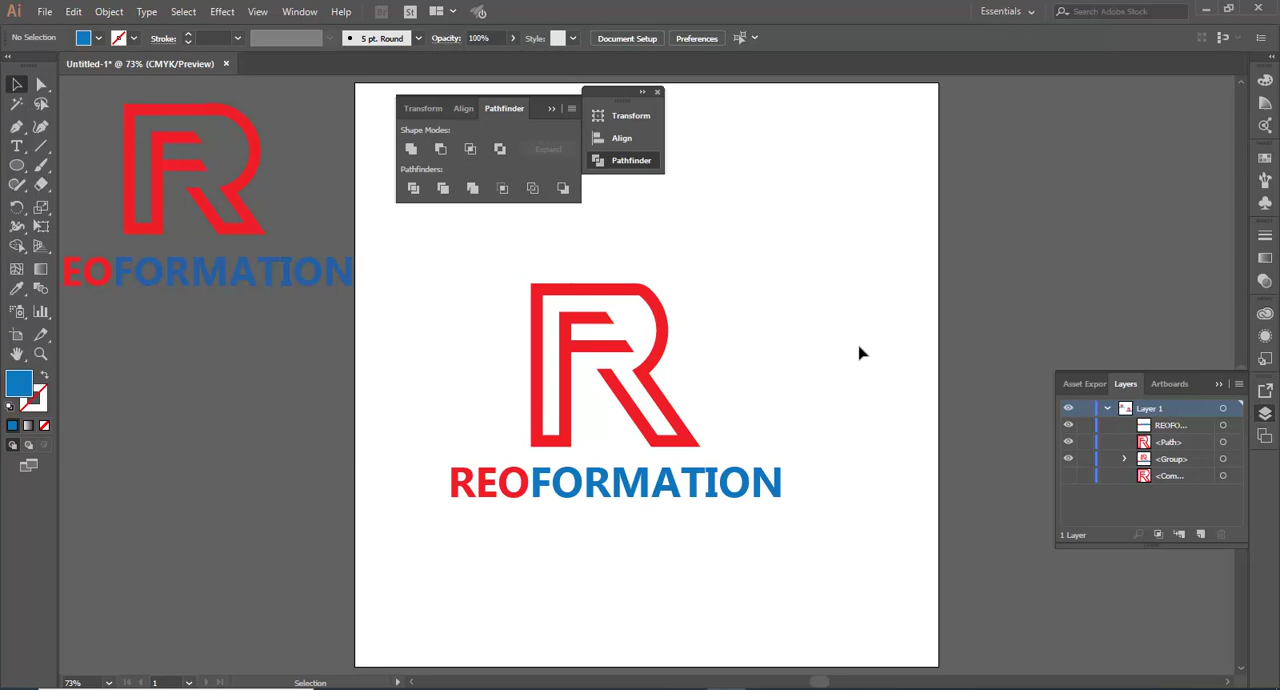 Ai File Edit Object Type Select Effect View Window Help Br St Essentials Search Adobe Stock
No Selection Stroke: 5 pt. Round Opacity: 100% Style: Document Setup Preferences
Untitled-1* @ 73% (CMYK/Preview)
Transform Align Pathfinder
Shape Modes:
Expand
Pathfinders:
Transform
Align
Pathfinder
R
EOFORMATION
R
REOFORMATION
Asset Expor Layers Artboards
Layer 1
REOFO...
<Path>
<Group>
<Com...
1 Layer
73% 1 Selection